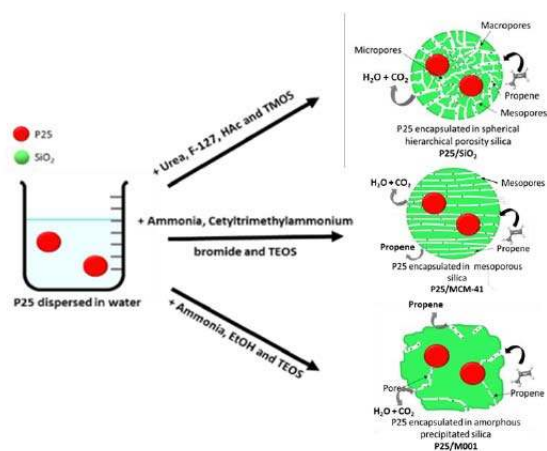 P25
SiO₂
P25 dispersed in water
+ Urea, F-127, HAc and TMOS
+ Ammonia, Cetyltrimethylammonium
bromide and TEOS
+ Ammonia, EtOH and TEOS
Macropores
Micropores
H₂O + CO₂
Propene
Mesopores
P25 encapsulated in spherical
hierarchical porosity silica
P25/SiO₂
Mesopores
H₂O + CO₂
Propene
Propene
P25 encapsulated in mesoporous
silica
P25/MCM-41
Propene
Pores
Propene
H₂O + CO₂
P25 encapsulated in amorphous
precipitated silica
P25/M001